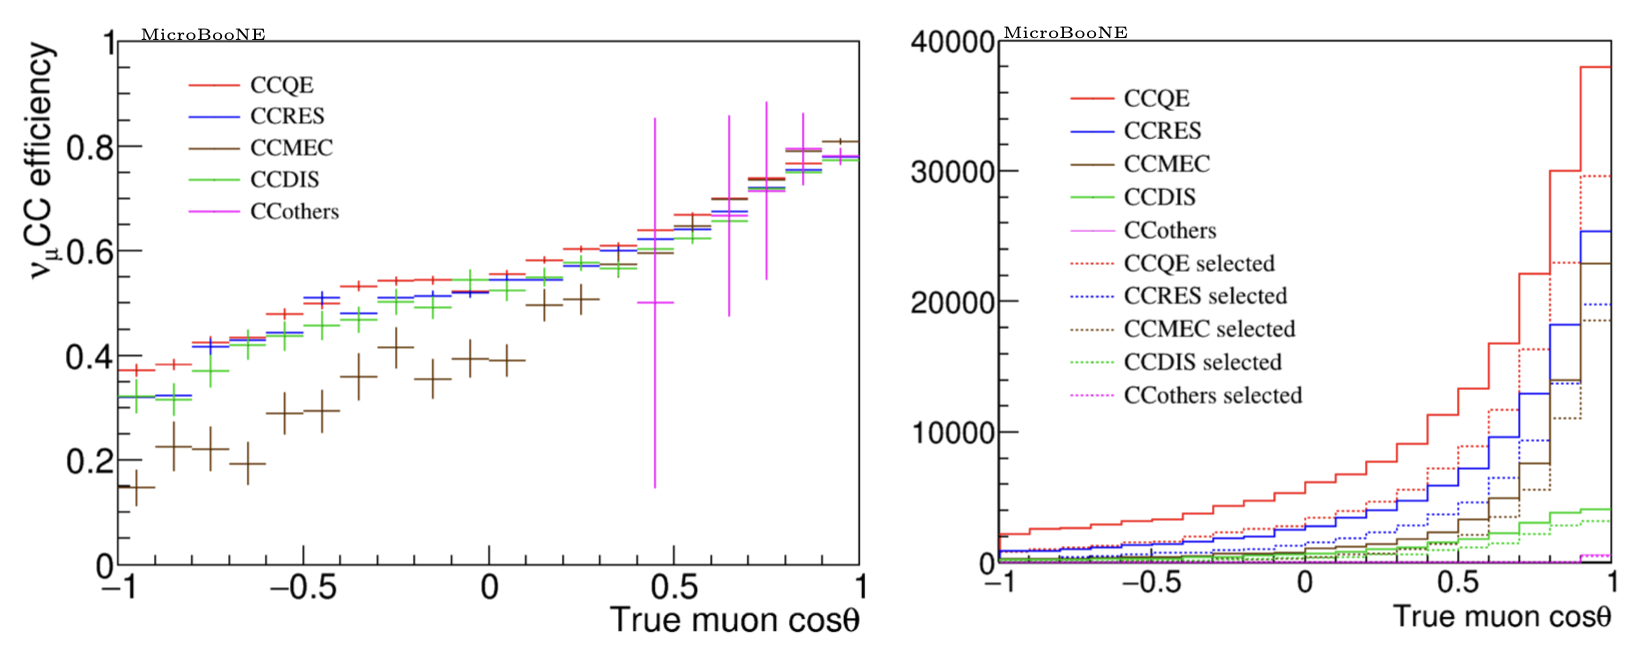 MicroBooNE
νμCC efficiency
1
0.8
0.6
0.4
0.2
0
CCQE
CCRES
CCMEC
CCDIS
CCothers
−1
−0.5
0
0.5
1
True muon cosθ
MicroBooNE
40000
30000
20000
10000
0
CCQE
CCRES
CCMEC
CCDIS
CCothers
CCQE selected
CCRES selected
CCMEC selected
CCDIS selected
CCothers selected
−1
−0.5
0
0.5
1
True muon cosθ